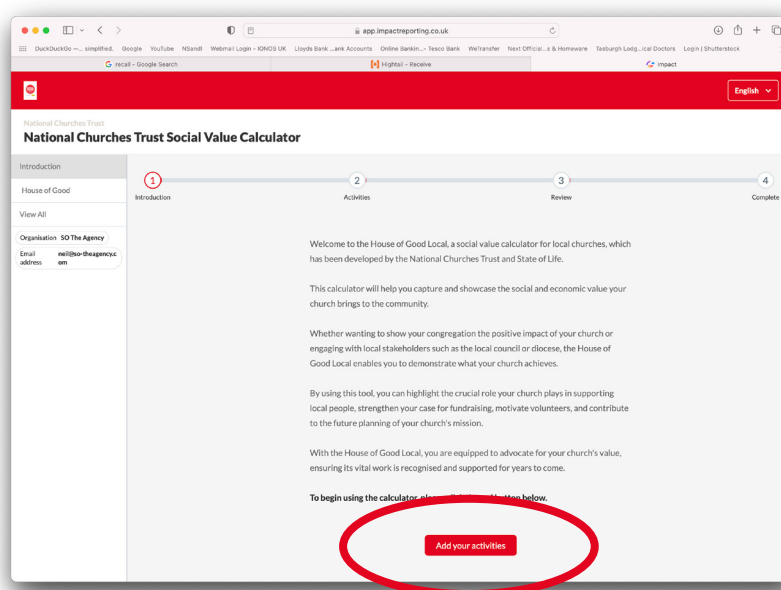 app.impactreporting.co.uk
DuckDuckGo — ... simplified. Google YouTube NSandI Webmail Login - IONOS UK Lloyds Bank ...ank Accounts Online Bankin...- Tesco Bank WeTransfer Next Official...s & Homeware Tasburgh Lodg...ical Doctors Login | Shutterstock
recall - Google Search Hightail - Receive Impact
English
National Churches Trust
National Churches Trust Social Value Calculator
Introduction
House of Good
View All
Organisation SO The Agency
Email address neil@so-theagency.com
1 2 3 4
Introduction Activities Review Complete
Welcome to the House of Good Local, a social value calculator for local churches, which
has been developed by the National Churches Trust and State of Life.
This calculator will help you capture and showcase the social and economic value your
church brings to the community.
Whether wanting to show your congregation the positive impact of your church or
engaging with local stakeholders such as the local council or diocese, the House of
Good Local enables you to demonstrate what your church achieves.
By using this tool, you can highlight the crucial role your church plays in supporting
local people, strengthen your case for fundraising, motivate volunteers, and contribute
to the future planning of your church's mission.
With the House of Good Local, you are equipped to advocate for your church's value,
ensuring its vital work is recognised and supported for years to come.
To begin using the calculator, please button below.
Add your activities